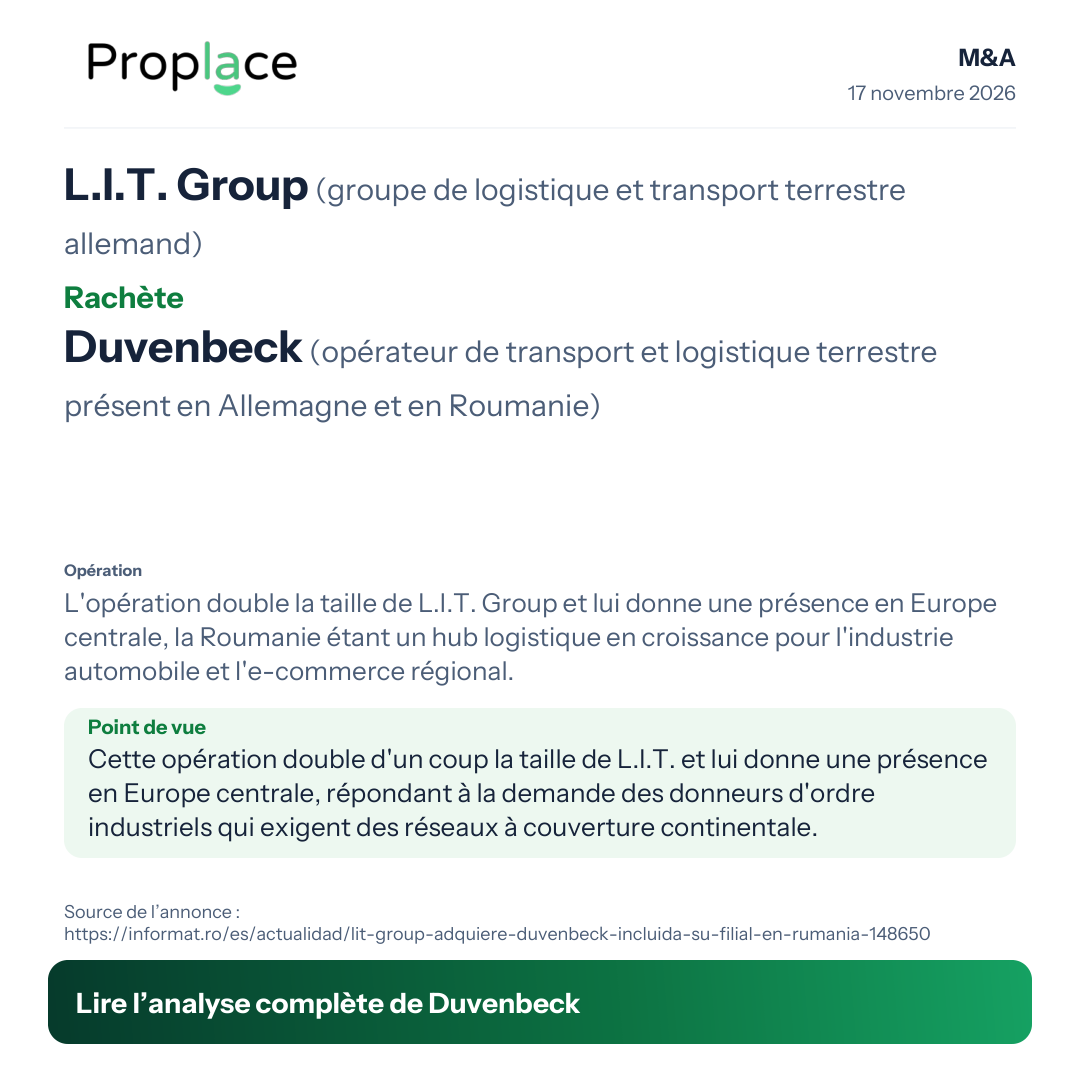 Proplace
M&A
17 novembre 2026
L.I.T. Group (groupe de logistique et transport terrestre
allemand)
Rachète
Duvenbeck (opérateur de transport et logistique terrestre
présent en Allemagne et en Roumanie)
Opération
L'opération double la taille de L.I.T. Group et lui donne une présence en Europe
centrale, la Roumanie étant un hub logistique en croissance pour l'industrie
automobile et l'e-commerce régional.
Point de vue
Cette opération double d'un coup la taille de L.I.T. et lui donne une présence
en Europe centrale, répondant à la demande des donneurs d'ordre
industriels qui exigent des réseaux à couverture continentale.
Source de l’annonce :
https://informat.ro/es/actualidad/lit-group-adquiere-duvenbeck-incluida-su-filial-en-rumania-148650
Lire l’analyse complète de Duvenbeck